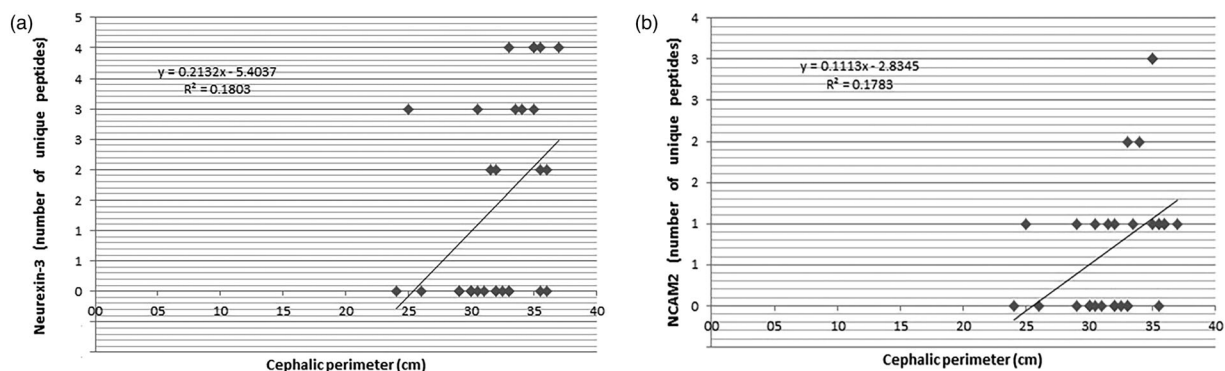 (a)
5
4
4
3
3
2
2
1
1
0
y = 0.2132x - 5.4037
R² = 0.1803
00 05 10 15 20 25 30 35 40
Neurexin-3 (number of unique peptides)
Cephalic perimeter (cm)
(b)
4
3
3
2
2
1
1
0
y = 0.1113x - 2.8345
R² = 0.1783
00 05 10 15 20 25 30 35 40
NCAM2 (number of unique peptides)
Cephalic perimeter (cm)